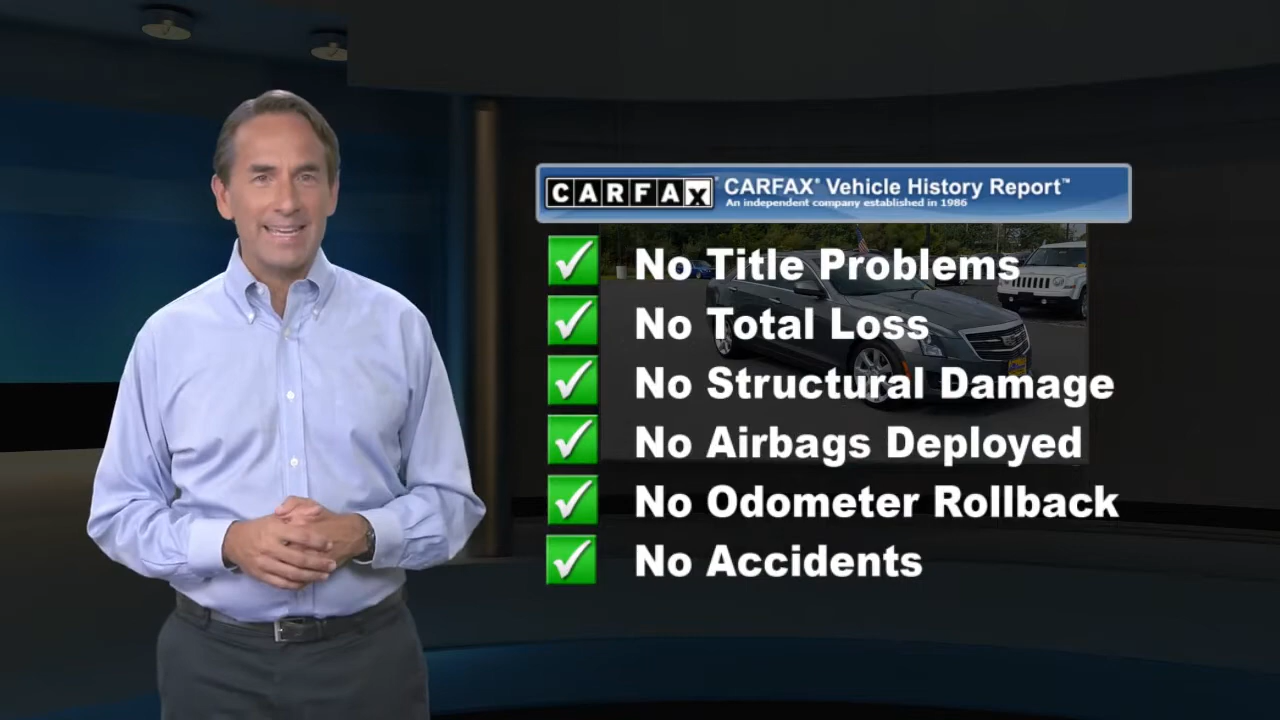 CARFAX® CARFAX® Vehicle History Report™
An independent company established in 1986
No Title Problems
No Total Loss
No Structural Damage
No Airbags Deployed
No Odometer Rollback
No Accidents